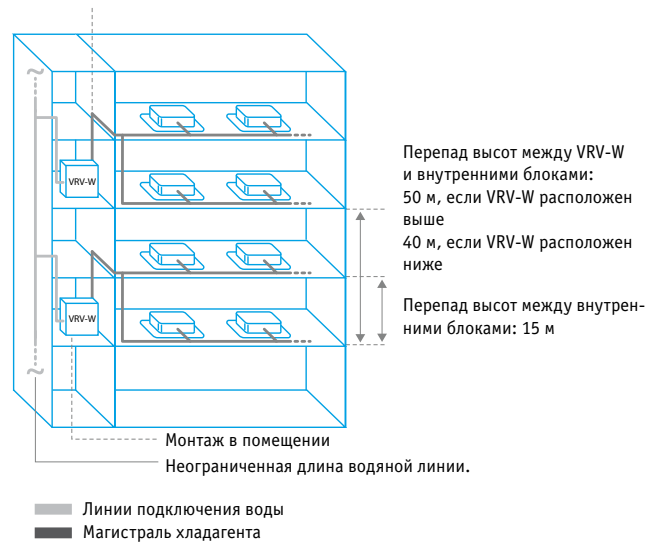 VRV-W
VRV-W
Перепад высот между VRV-W
и внутренними блоками:
50 м, если VRV-W расположен
выше
40 м, если VRV-W расположен
ниже
Перепад высот между внутрен-
ними блоками: 15 м
Монтаж в помещении
Неограниченная длина водяной линии.
Линии подключения воды
Магистраль хладагента